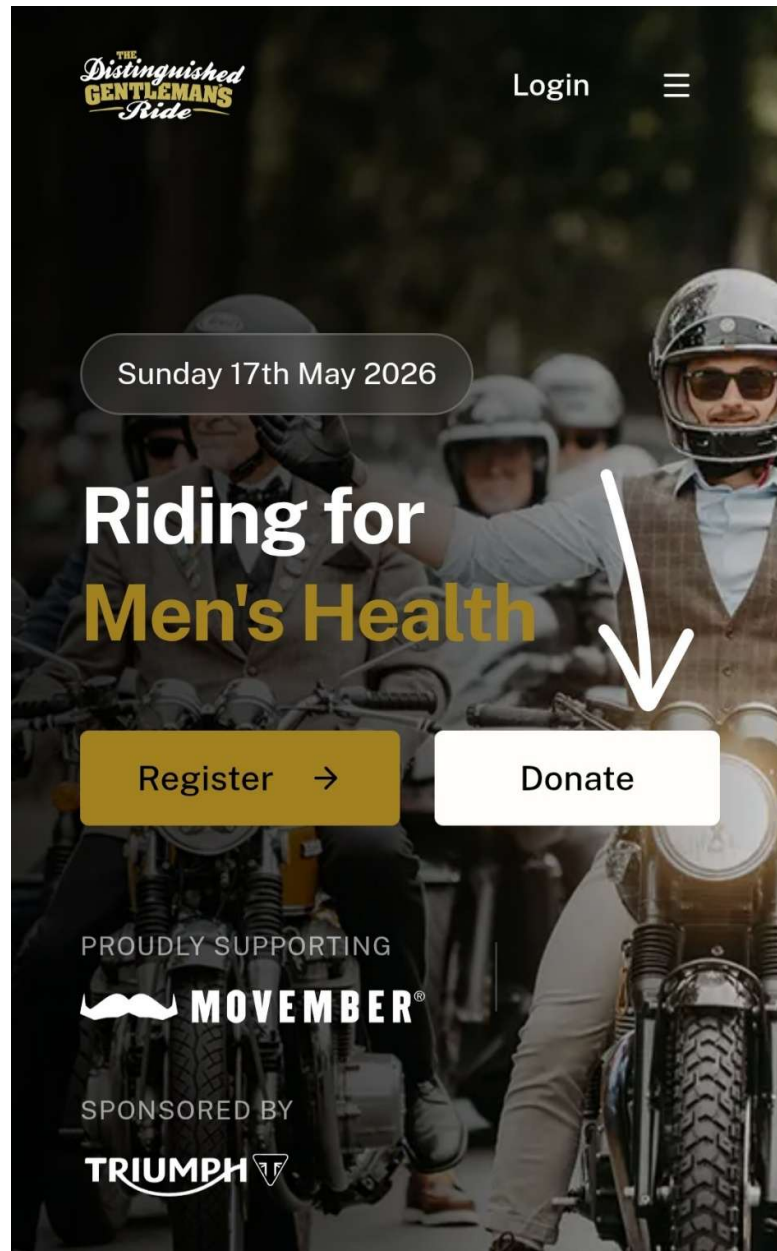 THE
Distinguished
GENTLEMAN'S
Ride
Login
Sunday 17th May 2026
Riding for
Men's Health
Register →
Donate
PROUDLY SUPPORTING
MOVEMBER®
SPONSORED BY
TRIUMPH